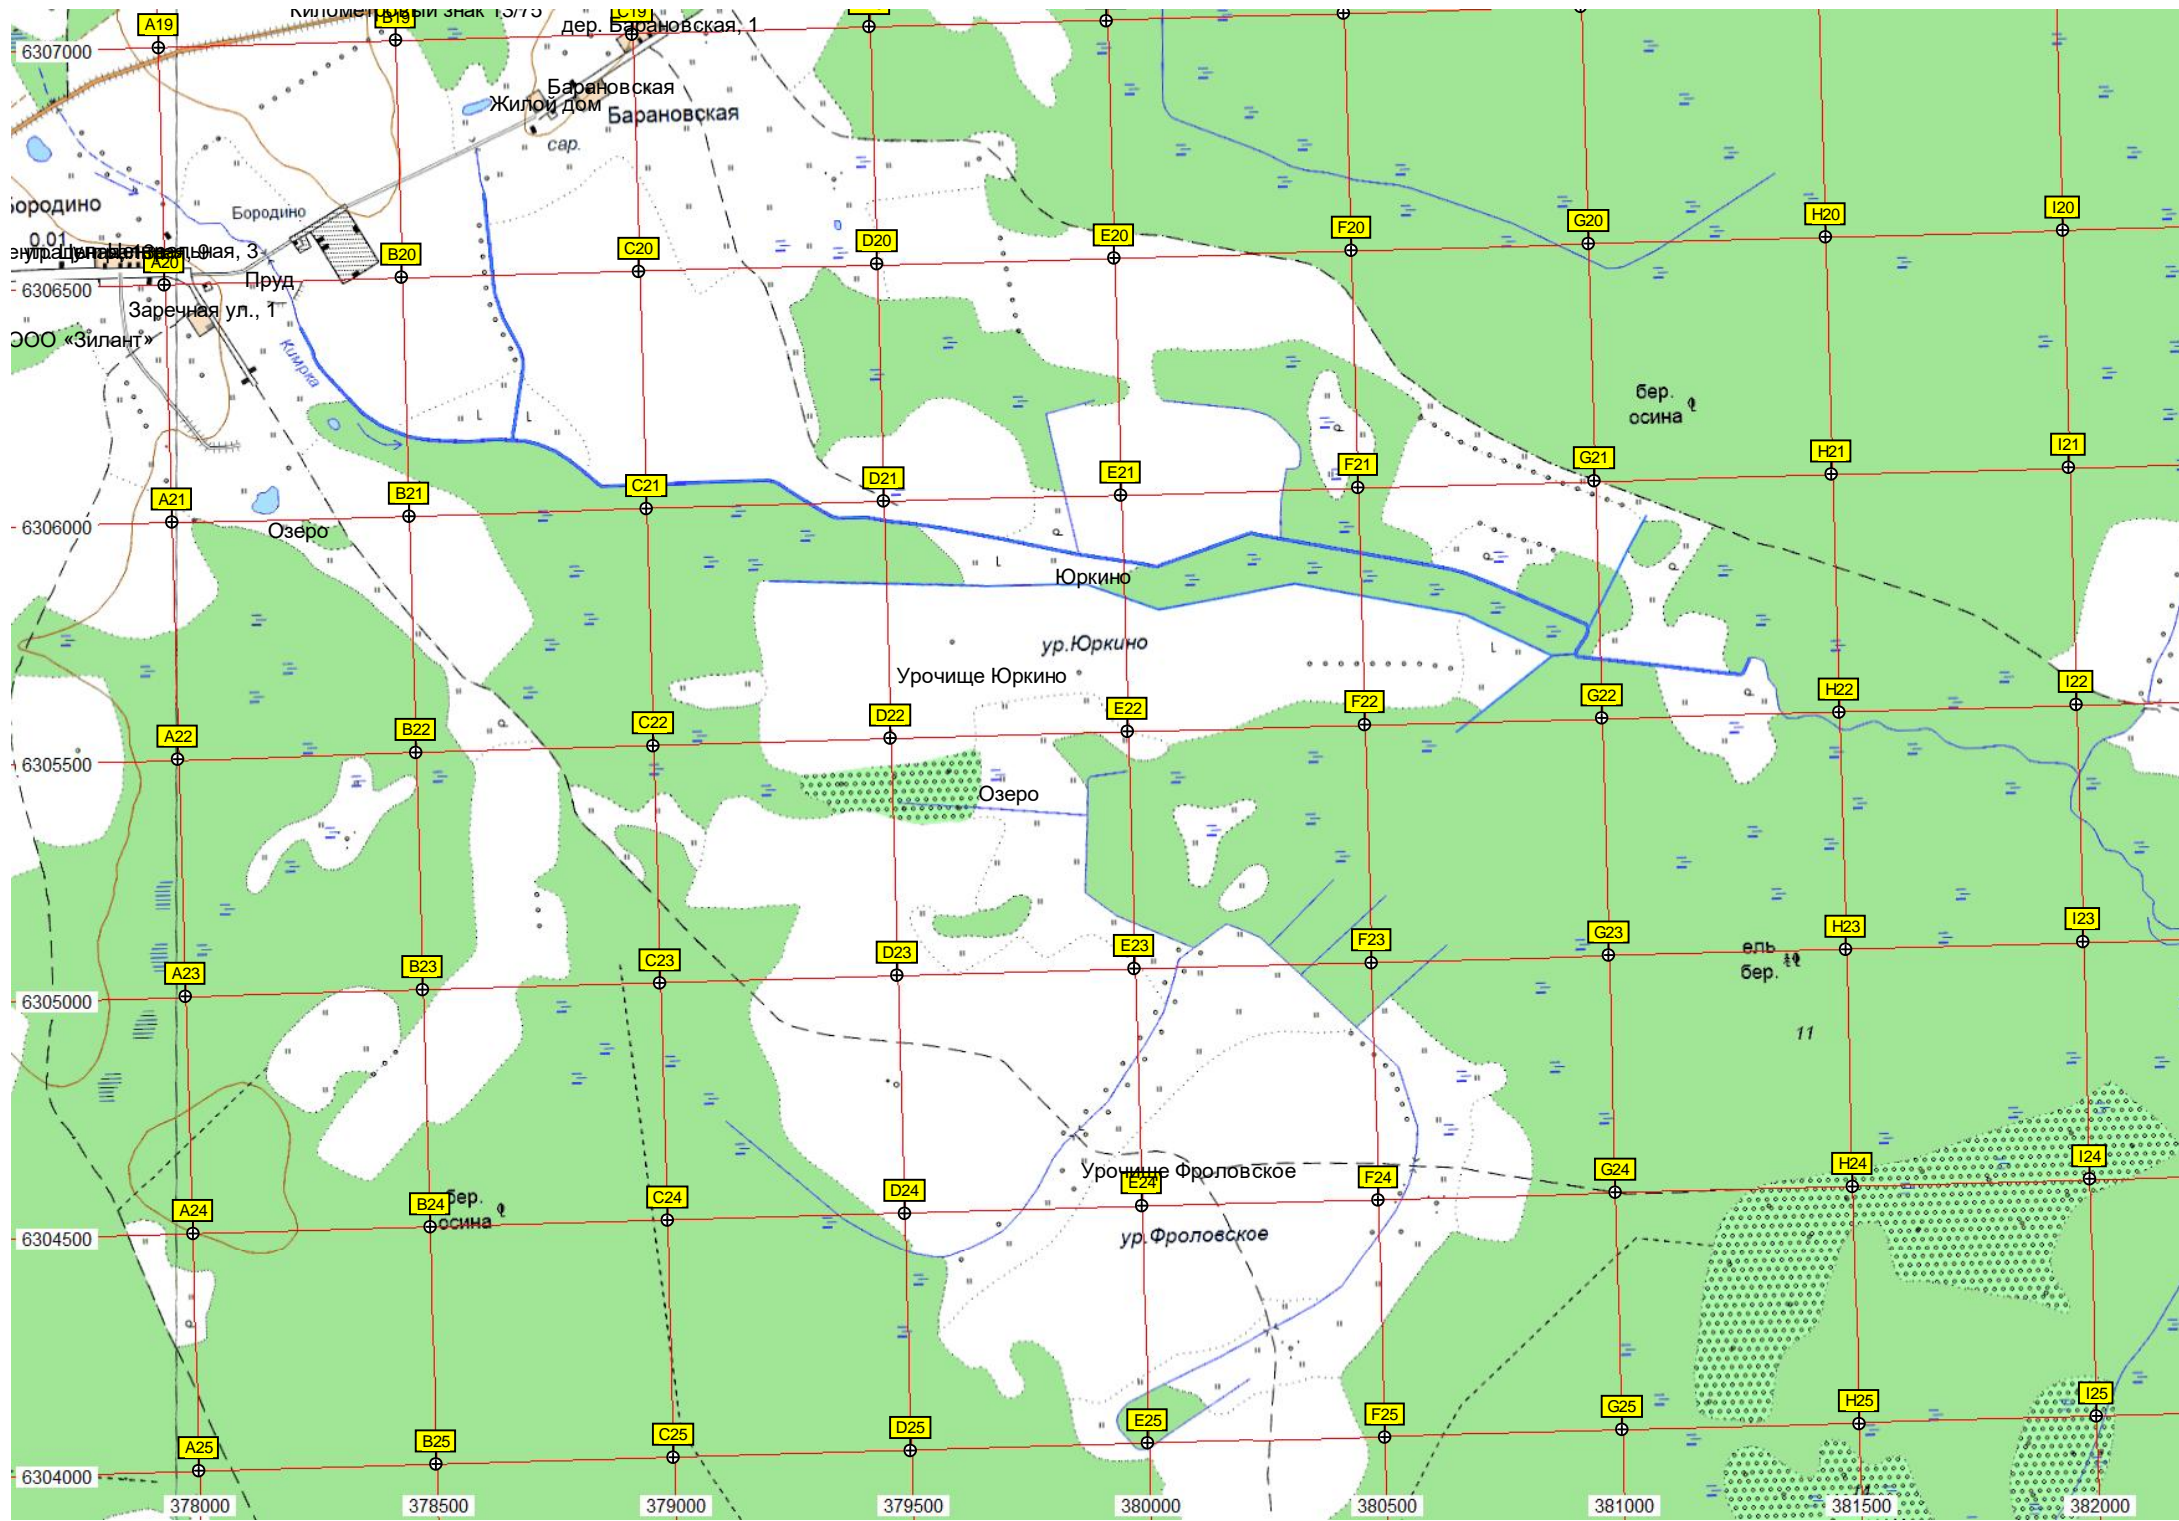 Километровый знак 13/75
A19
B19
C19
дер. Барановская, 1
6307000
Барановская
Жилой дом
Барановская
сар.
Бородино
0.01
Бородино
Центральная, 3
A20
B20
C20
D20
E20
F20
G20
H20
I20
6306500
Пруд
Заречная ул., 1
ООО «Зилант»
Кимрка
бер.
осина
A21
B21
C21
D21
E21
F21
G21
H21
I21
6306000
Озеро
Юркино
ур.Юркино
Урочище Юркино
A22
B22
C22
D22
E22
F22
G22
H22
I22
6305500
Озеро
A23
B23
C23
D23
E23
F23
G23
H23
I23
ель
бер.
6305000
11
Урочище Фроловское
A24
B24
C24
D24
E24
F24
G24
H24
I24
бер.
осина
6304500
ур.Фроловское
A25
B25
C25
D25
E25
F25
G25
H25
I25
6304000
378000
378500
379000
379500
380000
380500
381000
381500
382000